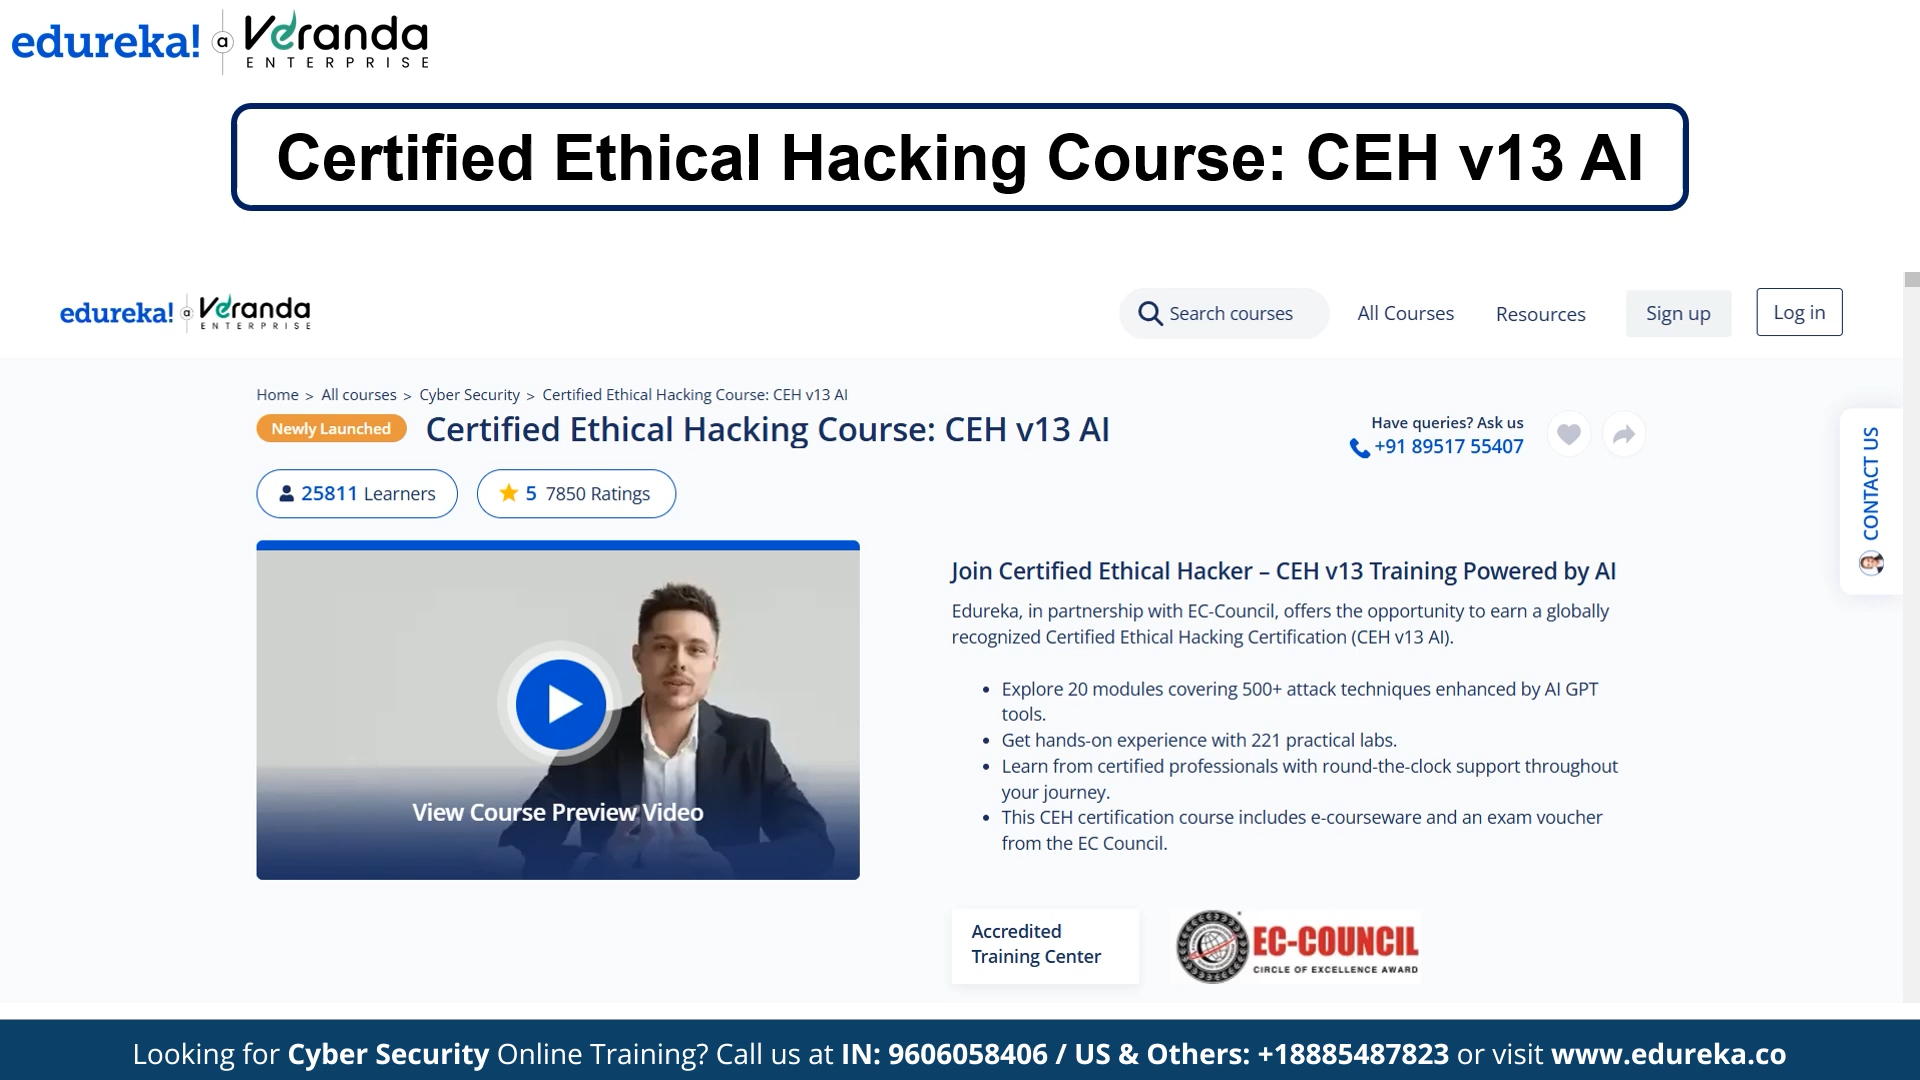 edureka! a Veranda
ENTERPRISE
Certified Ethical Hacking Course: CEH v13 AI
edureka! a Veranda
ENTERPRISE
Search courses
All Courses
Resources
Sign up
Log in
Home > All courses > Cyber Security > Certified Ethical Hacking Course: CEH v13 AI
Newly Launched
Certified Ethical Hacking Course: CEH v13 AI
Have queries? Ask us
+91 89517 55407
25811 Learners
5 7850 Ratings
CONTACT US
View Course Preview Video
Join Certified Ethical Hacker – CEH v13 Training Powered by AI
Edureka, in partnership with EC-Council, offers the opportunity to earn a globally
recognized Certified Ethical Hacking Certification (CEH v13 AI).
• Explore 20 modules covering 500+ attack techniques enhanced by AI GPT
tools.
• Get hands-on experience with 221 practical labs.
• Learn from certified professionals with round-the-clock support throughout
your journey.
• This CEH certification course includes e-courseware and an exam voucher
from the EC Council.
Accredited
Training Center
EC-COUNCIL
CIRCLE OF EXCELLENCE AWARD
Looking for Cyber Security Online Training? Call us at IN: 9606058406 / US & Others: +18885487823 or visit www.edureka.co